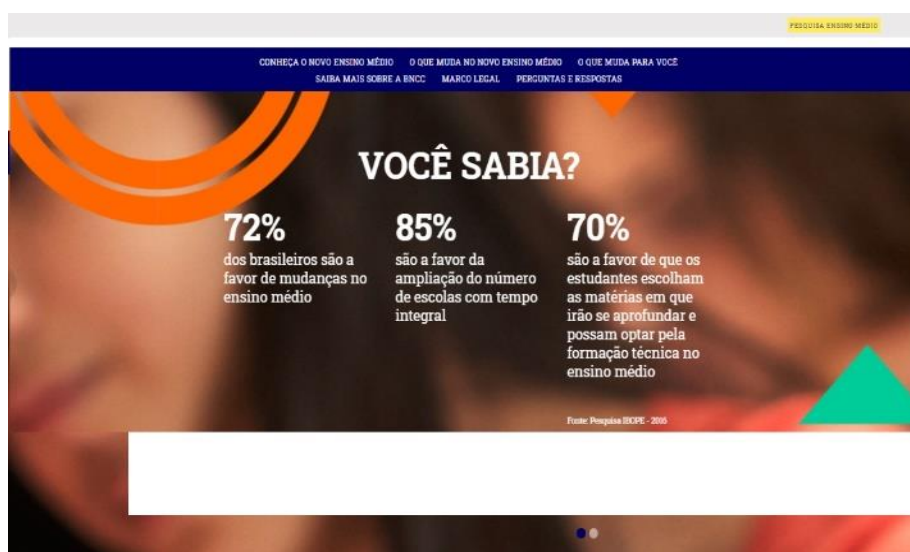 PESQUISA ENSINO MÉDIO
CONHEÇA O NOVO ENSINO MÉDIO O QUE MUDA NO NOVO ENSINO MÉDIO O QUE MUDA PARA VOCÊ
SAIBA MAIS SOBRE A BNCC MARCO LEGAL PERGUNTAS E RESPOSTAS
VOCÊ SABIA?
72%
dos brasileiros são a
favor de mudanças no
ensino médio
85%
são a favor da
ampliação do número
de escolas com tempo
integral
70%
são a favor de que os
estudantes escolham
as matérias em que
irão se aprofundar e
possam optar pela
formação técnica no
ensino médio
Fonte: Pesquisa IBOPE - 2016